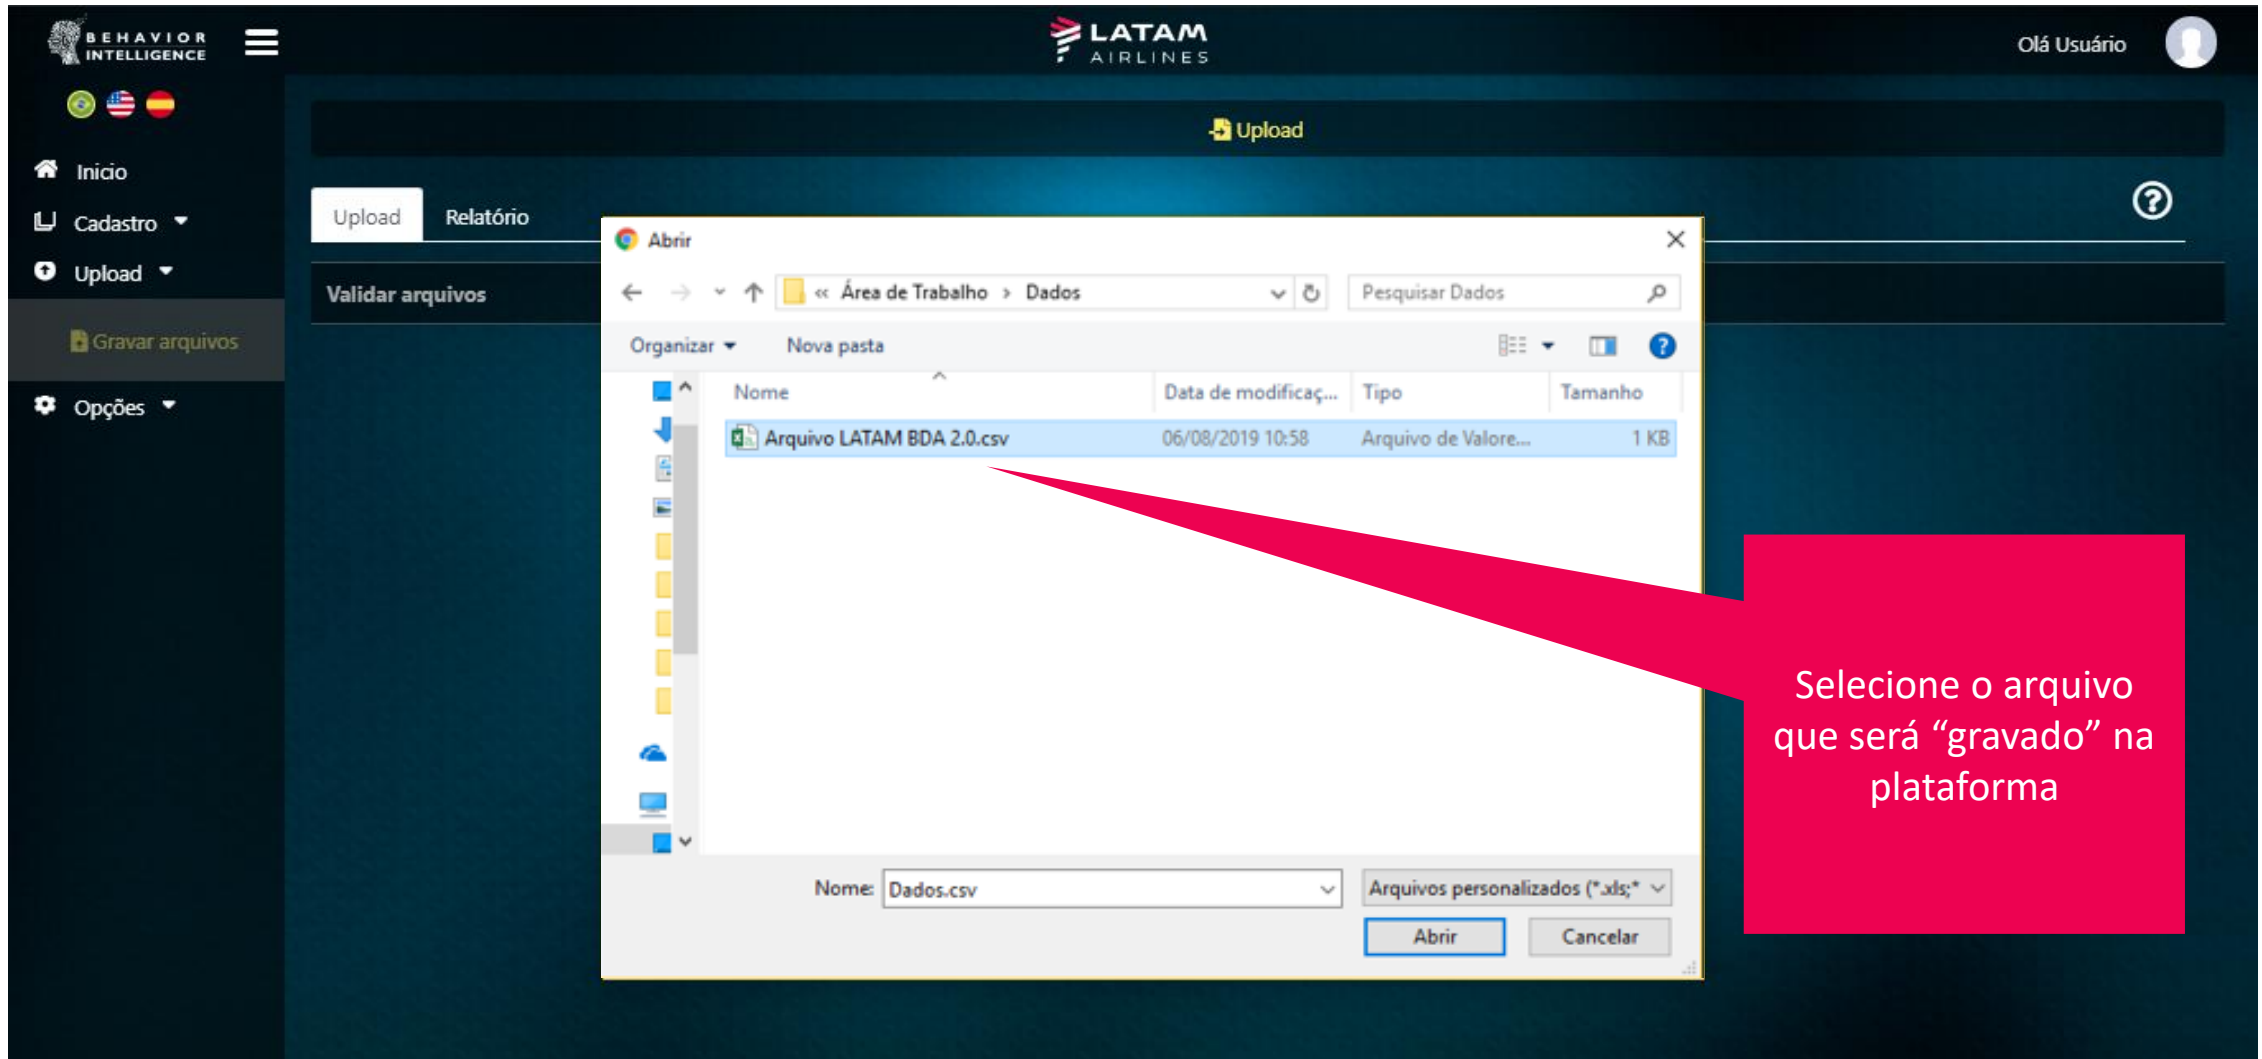 BEHAVIOR
INTELLIGENCE
LATAM
AIRLINES
Olá Usuário
Upload
Inicio
Cadastro
Upload
Gravar arquivos
Opções
Upload
Relatório
Validar arquivos
Abrir
« Área de Trabalho › Dados
Pesquisar Dados
Organizar
Nova pasta
Nome
Data de modificaç...
Tipo
Tamanho
Arquivo LATAM BDA 2.0.csv
06/08/2019 10:58
Arquivo de Valore...
1 KB
Nome:
Dados.csv
Arquivos personalizados (*.xls;*
Abrir
Cancelar
Selecione o arquivo
que será “gravado” na
plataforma